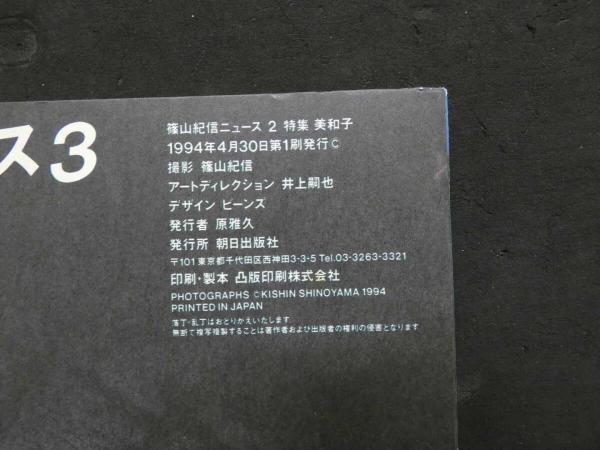 ス3
篠山紀信ニュース 2 特集 美和子
1994年4月30日第1刷発行©
撮影 篠山紀信
アートディレクション 井上嗣也
デザイン ビーンズ
発行者 原雅久
発行所 朝日出版社
〒101 東京都千代田区西神田3-3-5 Tel.03-3263-3321
印刷・製本 凸版印刷株式会社
PHOTOGRAPHS ©KISHIN SHINOYAMA 1994
PRINTED IN JAPAN
落丁・乱丁はおとりかえいたします
無断で複写複製することは著作者および出版者の権利の侵害となります